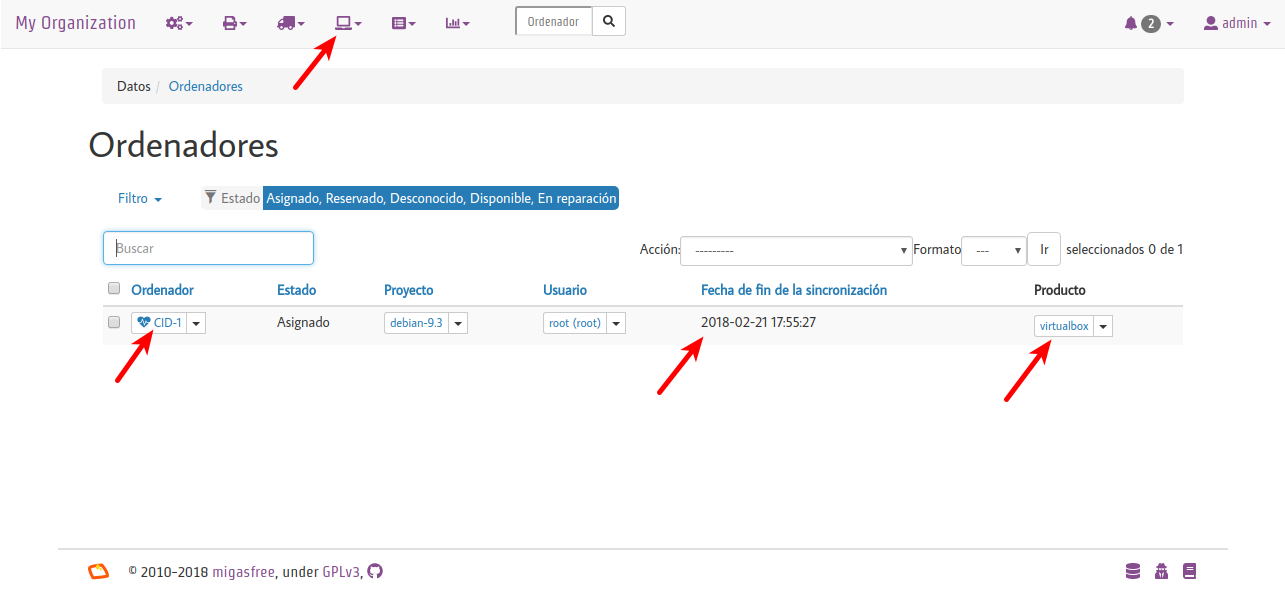 My Organization Ordenador 2 admin
Datos / Ordenadores
Ordenadores
Filtro Estado Asignado, Reservado, Desconocido, Disponible, En reparación
Buscar Acción: --------- Formato --- Ir seleccionados 0 de 1
Ordenador Estado Proyecto Usuario Fecha de fin de la sincronización Producto
CID-1 Asignado debian-9.3 root (root) 2018-02-21 17:55:27 virtualbox
© 2010-2018 migasfree, under GPLv3,